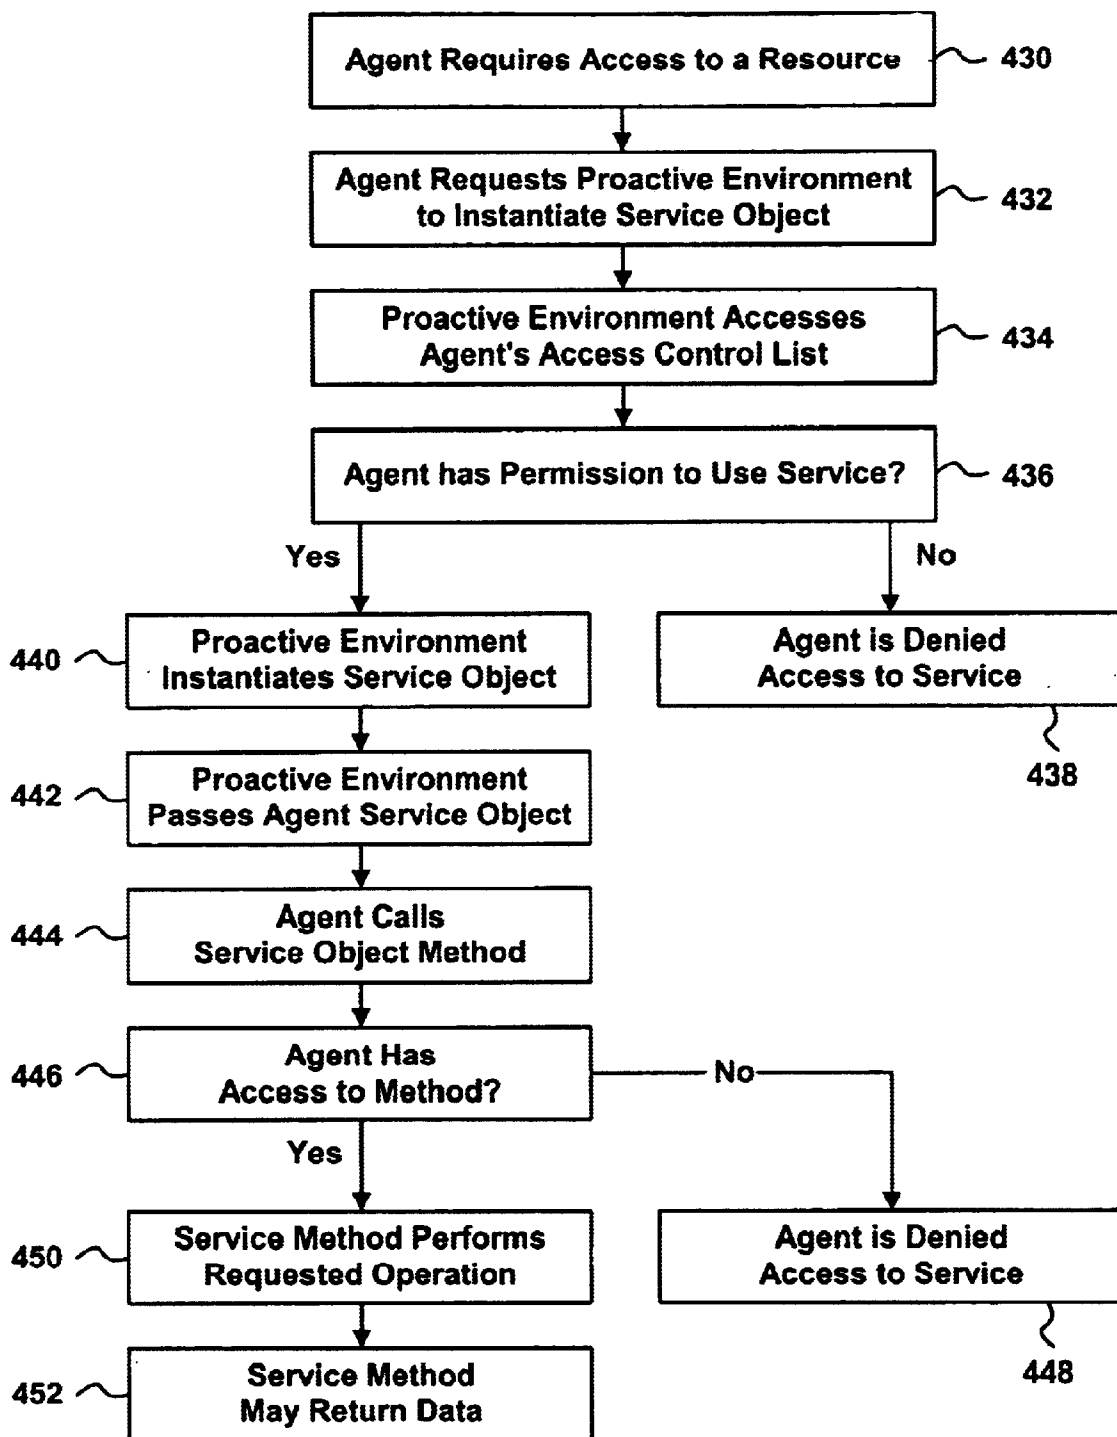 Agent Requires Access to a Resource
430
Agent Requests Proactive Environment
to Instantiate Service Object
432
Proactive Environment Accesses
Agent's Access Control List
434
Agent has Permission to Use Service?
436
Yes
No
440
Proactive Environment
Instantiates Service Object
Agent is Denied
Access to Service
438
442
Proactive Environment
Passes Agent Service Object
444
Agent Calls
Service Object Method
446
Agent Has
Access to Method?
No
Yes
450
Service Method Performs
Requested Operation
Agent is Denied
Access to Service
448
452
Service Method
May Return Data